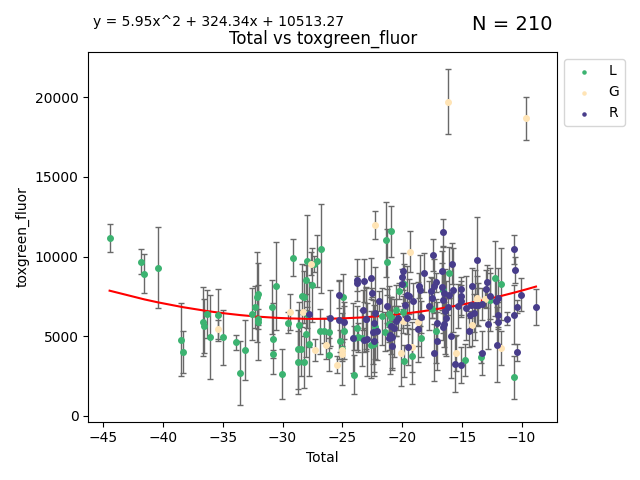 y = 5.95x^2 + 324.34x + 10513.27
N = 210
Total vs toxgreen_fluor
L
G
R
toxgreen_fluor
20000
15000
10000
5000
0
−45 −40 −35 −30 −25 −20 −15 −10
Total